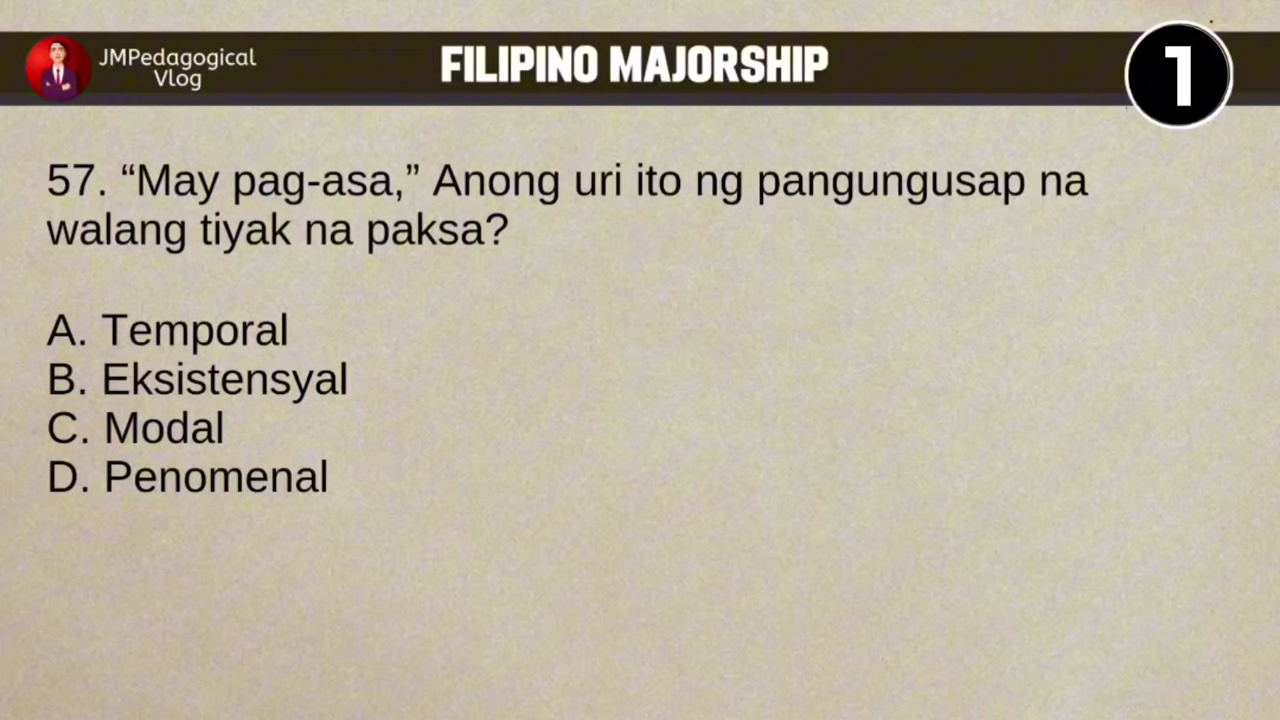 JMPedagogical
Vlog
FILIPINO MAJORSHIP
1
57. “May pag-asa,” Anong uri ito ng pangungusap na
walang tiyak na paksa?
A. Temporal
B. Eksistensyal
C. Modal
D. Penomenal